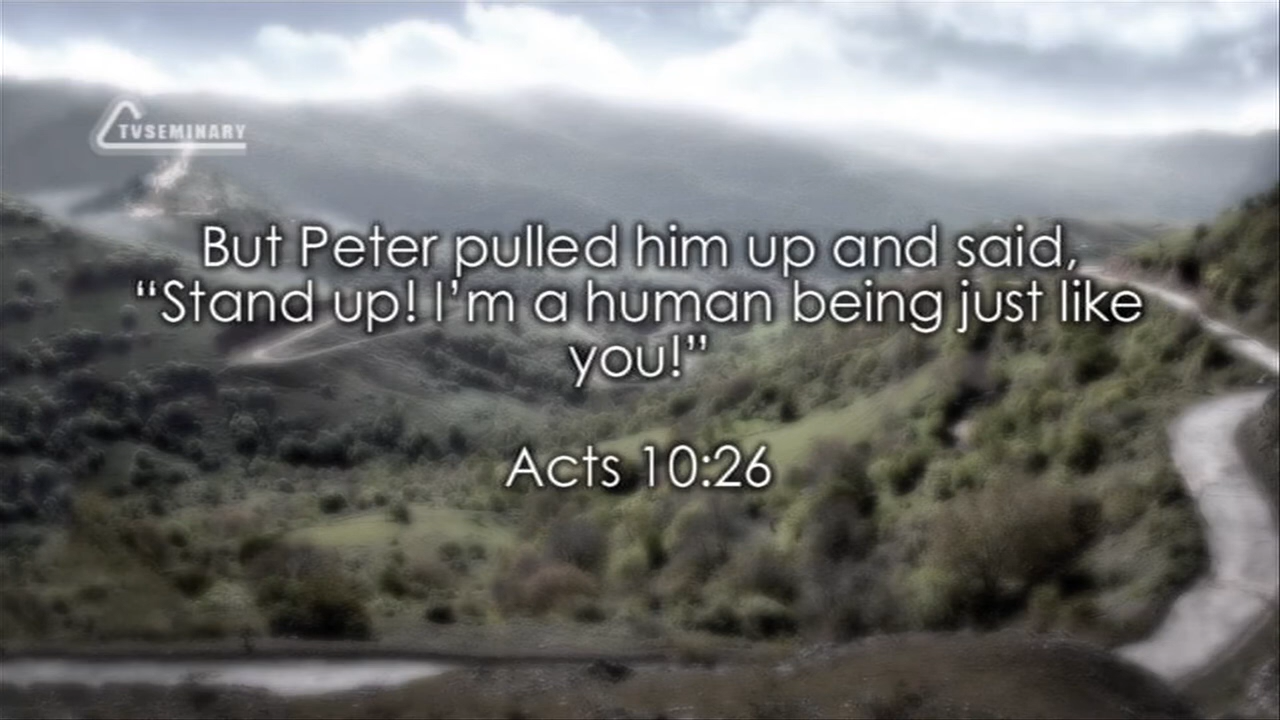 TVSEMINARY
But Peter pulled him up and said,
“Stand up! I’m a human being just like
you!”
Acts 10:26